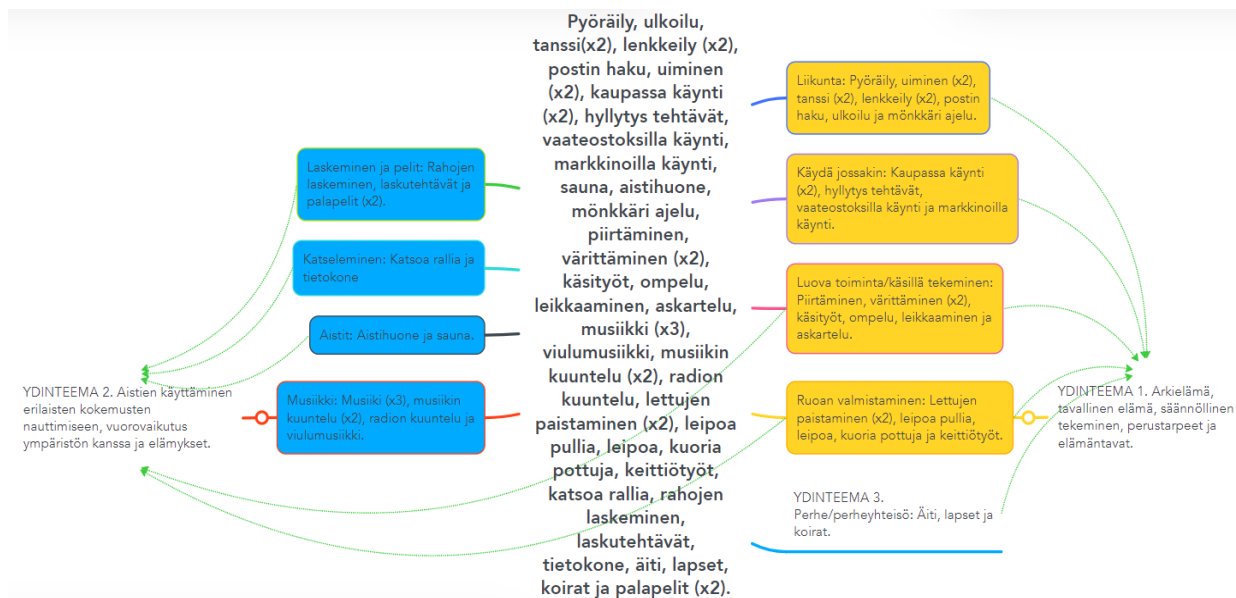 Pyöräily, ulkoilu,
tanssi(x2), lenkkeily (x2),
postin haku, uiminen
(x2), kaupassa käynti
(x2), hyllytys tehtävät,
vaateostoksilla käynti,
markkinoilla käynti,
sauna, aistihuone,
mönkkäri ajelu,
piirtäminen,
värittäminen (x2),
käsityöt, ompelu,
leikkaaminen, askartelu,
musiikki (x3),
viulumusiikki, musiikin
kuuntelu (x2), radion
kuuntelu, lettujen
paistaminen (x2), leipoa
pullia, leipoa, kuoria
pottuja, keittiötyöt,
katsoa rallia, rahojen
laskeminen,
laskutehtävät,
tietokone, äiti, lapset,
koirat ja palapelit (x2).
Laskeminen ja pelit: Rahojen
laskeminen, laskutehtävät ja
palapelit (x2).
Katseleminen: Katsoa rallia ja
tietokone
Aistit: Aistihuone ja sauna.
Musiikki: Musiiki (x3), musiikin
kuuntelu (x2), radion kuuntelu ja
viulumusiikki.
YDINTEEMA 2. Aistien käyttäminen
erilaisten kokemusten
nauttimiseen, vuorovaikutus
ympäristön kanssa ja elämykset.
Liikunta: Pyöräily, uiminen (x2),
tanssi (x2), lenkkeily (x2), postin
haku, ulkoilu ja mönkkäri ajelu.
Käydä jossakin: Kaupassa käynti
(x2), hyllytys tehtävät,
vaateostoksilla käynti ja markkinoilla
käynti.
Luova toiminta/käsillä tekeminen:
Piirtäminen, värittäminen (x2),
käsityöt, ompelu, leikkaaminen ja
askartelu.
Ruoan valmistaminen: Lettujen
paistaminen (x2), leipoa pullia,
leipoa, kuoria pottuja ja keittiötyöt.
YDINTEEMA 1. Arkielämä,
tavallinen elämä, säännöllinen
tekeminen, perustarpeet ja
elämäntavat.
YDINTEEMA 3.
Perhe/perheyhteisö: Äiti, lapset ja
koirat.